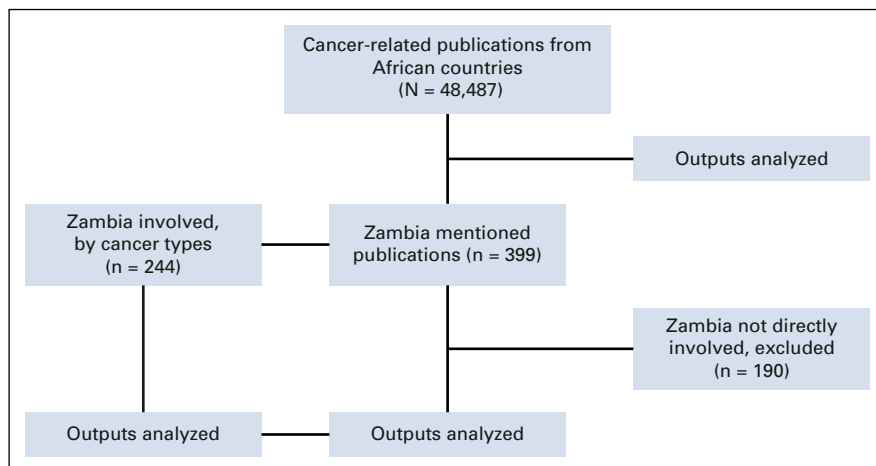 Cancer-related publications from
African countries
(N = 48,487)
Outputs analyzed
Zambia involved,
by cancer types
(n = 244)
Zambia mentioned
publications (n = 399)
Zambia not directly
involved, excluded
(n = 190)
Outputs analyzed
Outputs analyzed